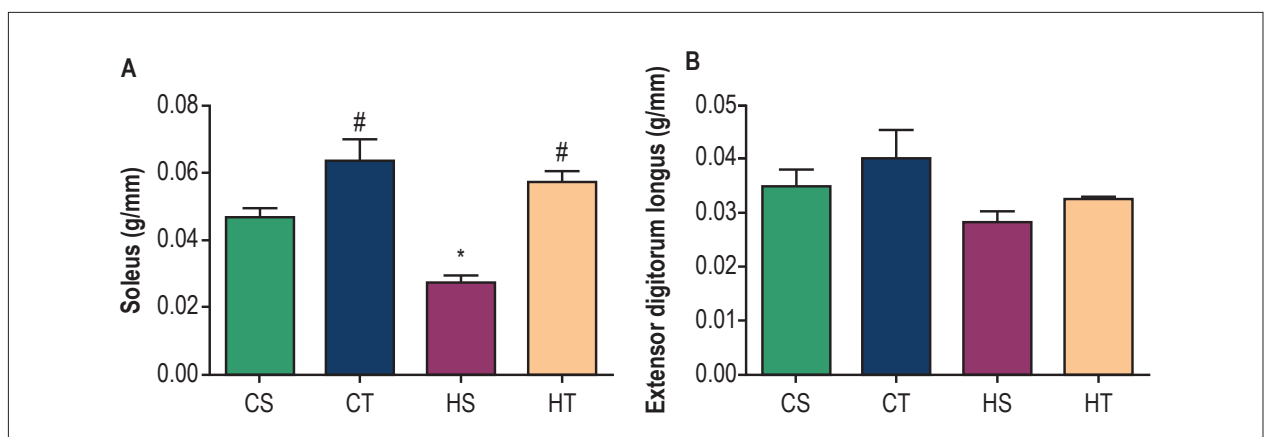 A
Soleus (g/mm)
0.08
0.06
0.04
0.02
0.00
#
*
#
CS CT HS HT
B
Extensor digitorum longus (g/mm)
0.05
0.04
0.03
0.02
0.01
0.00
CS CT HS HT